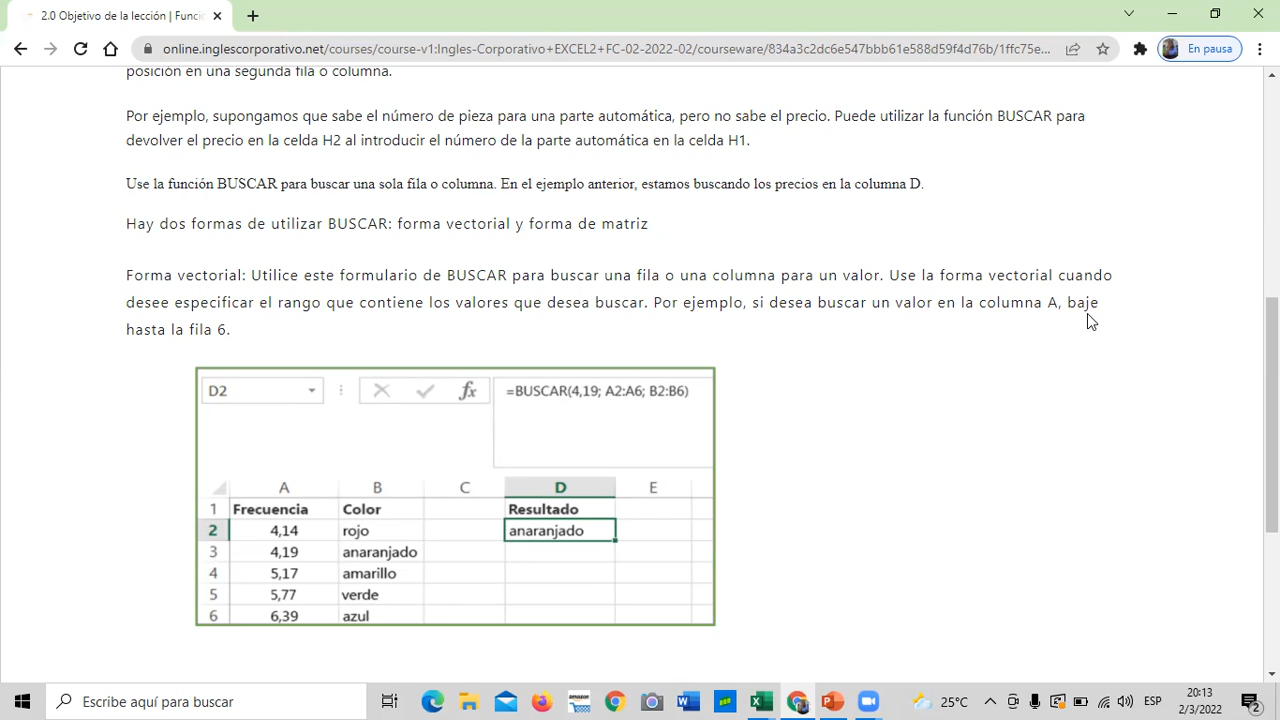 2.0 Objetivo de la lección | Funci
online.inglescorporativo.net/courses/course-v1:Ingles-Corporativo+EXCEL2+FC-02-2022-02/courseware/834a3c2dc6e547bbb61e588d59f4d76b/1ffc75e...
En pausa
posición en una segunda fila o columna.
Por ejemplo, supongamos que sabe el número de pieza para una parte automática, pero no sabe el precio. Puede utilizar la función BUSCAR para
devolver el precio en la celda H2 al introducir el número de la parte automática en la celda H1.
Use la función BUSCAR para buscar una sola fila o columna. En el ejemplo anterior, estamos buscando los precios en la columna D.
Hay dos formas de utilizar BUSCAR: forma vectorial y forma de matriz
Forma vectorial: Utilice este formulario de BUSCAR para buscar una fila o una columna para un valor. Use la forma vectorial cuando
desee especificar el rango que contiene los valores que desea buscar. Por ejemplo, si desea buscar un valor en la columna A, baje
hasta la fila 6.
D2 fx =BUSCAR(4,19; A2:A6; B2:B6)
A B C D E
1 Frecuencia Color Resultado
2 4,14 rojo anaranjado
3 4,19 anaranjado
4 5,17 amarillo
5 5,77 verde
6 6,39 azul
Escribe aquí para buscar
25°C
ESP
20:13
2/3/2022
2